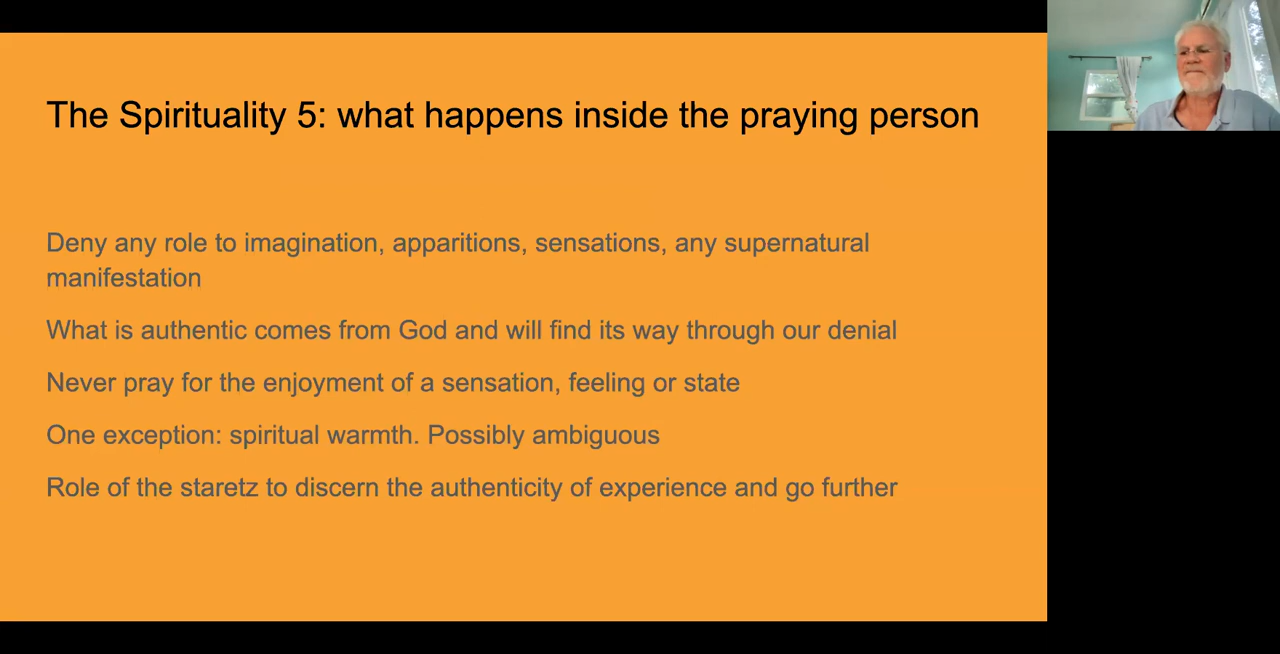 The Spirituality 5: what happens inside the praying person
Deny any role to imagination, apparitions, sensations, any supernatural
manifestation
What is authentic comes from God and will find its way through our denial
Never pray for the enjoyment of a sensation, feeling or state
One exception: spiritual warmth. Possibly ambiguous
Role of the staretz to discern the authenticity of experience and go further